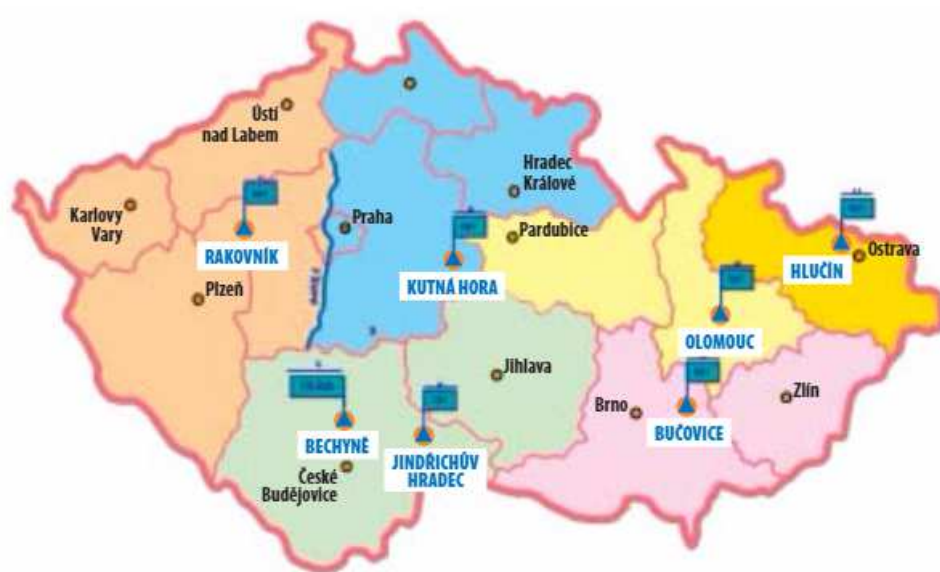 Ústí
nad Labem
Hradec
Králové
Karlovy
Vary
Praha
Pardubice
RAKOVNÍK
KUTNÁ HORA
HLUČÍN
Ostrava
Plzeň
OLOMOUC
Jihlava
Zlín
Brno
BUČOVICE
BECHYNĚ
JINDŘICHŮV
HRADEC
České
Budějovice